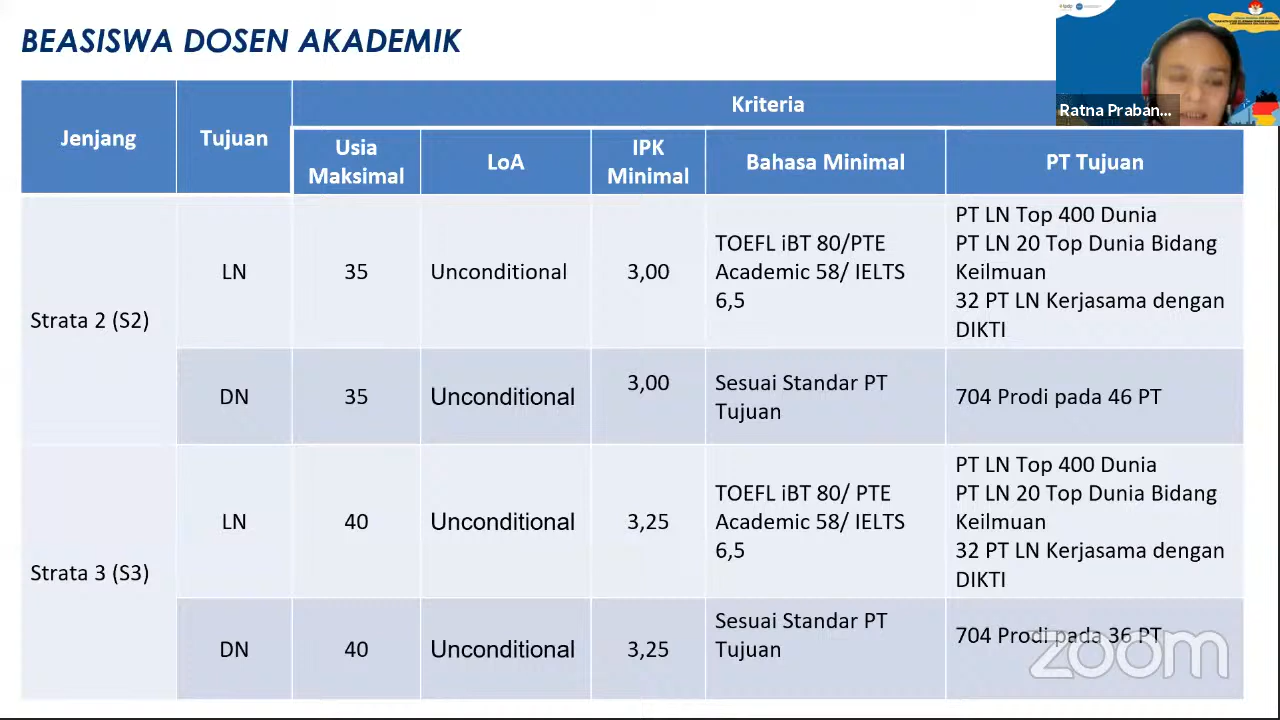 BEASISWA DOSEN AKADEMIK
Ratna Praban...
Kriteria
Jenjang
Tujuan
Usia
Maksimal
LoA
IPK
Minimal
Bahasa Minimal
PT Tujuan
Strata 2 (S2)
LN
35
Unconditional
3,00
TOEFL iBT 80/PTE
Academic 58/ IELTS
6,5
PT LN Top 400 Dunia
PT LN 20 Top Dunia Bidang
Keilmuan
32 PT LN Kerjasama dengan
DIKTI
DN
35
Unconditional
3,00
Sesuai Standar PT
Tujuan
704 Prodi pada 46 PT
Strata 3 (S3)
LN
40
Unconditional
3,25
TOEFL iBT 80/ PTE
Academic 58/ IELTS
6,5
PT LN Top 400 Dunia
PT LN 20 Top Dunia Bidang
Keilmuan
32 PT LN Kerjasama dengan
DIKTI
DN
40
Unconditional
3,25
Sesuai Standar PT
Tujuan
704 Prodi pada 36 PT
zoom